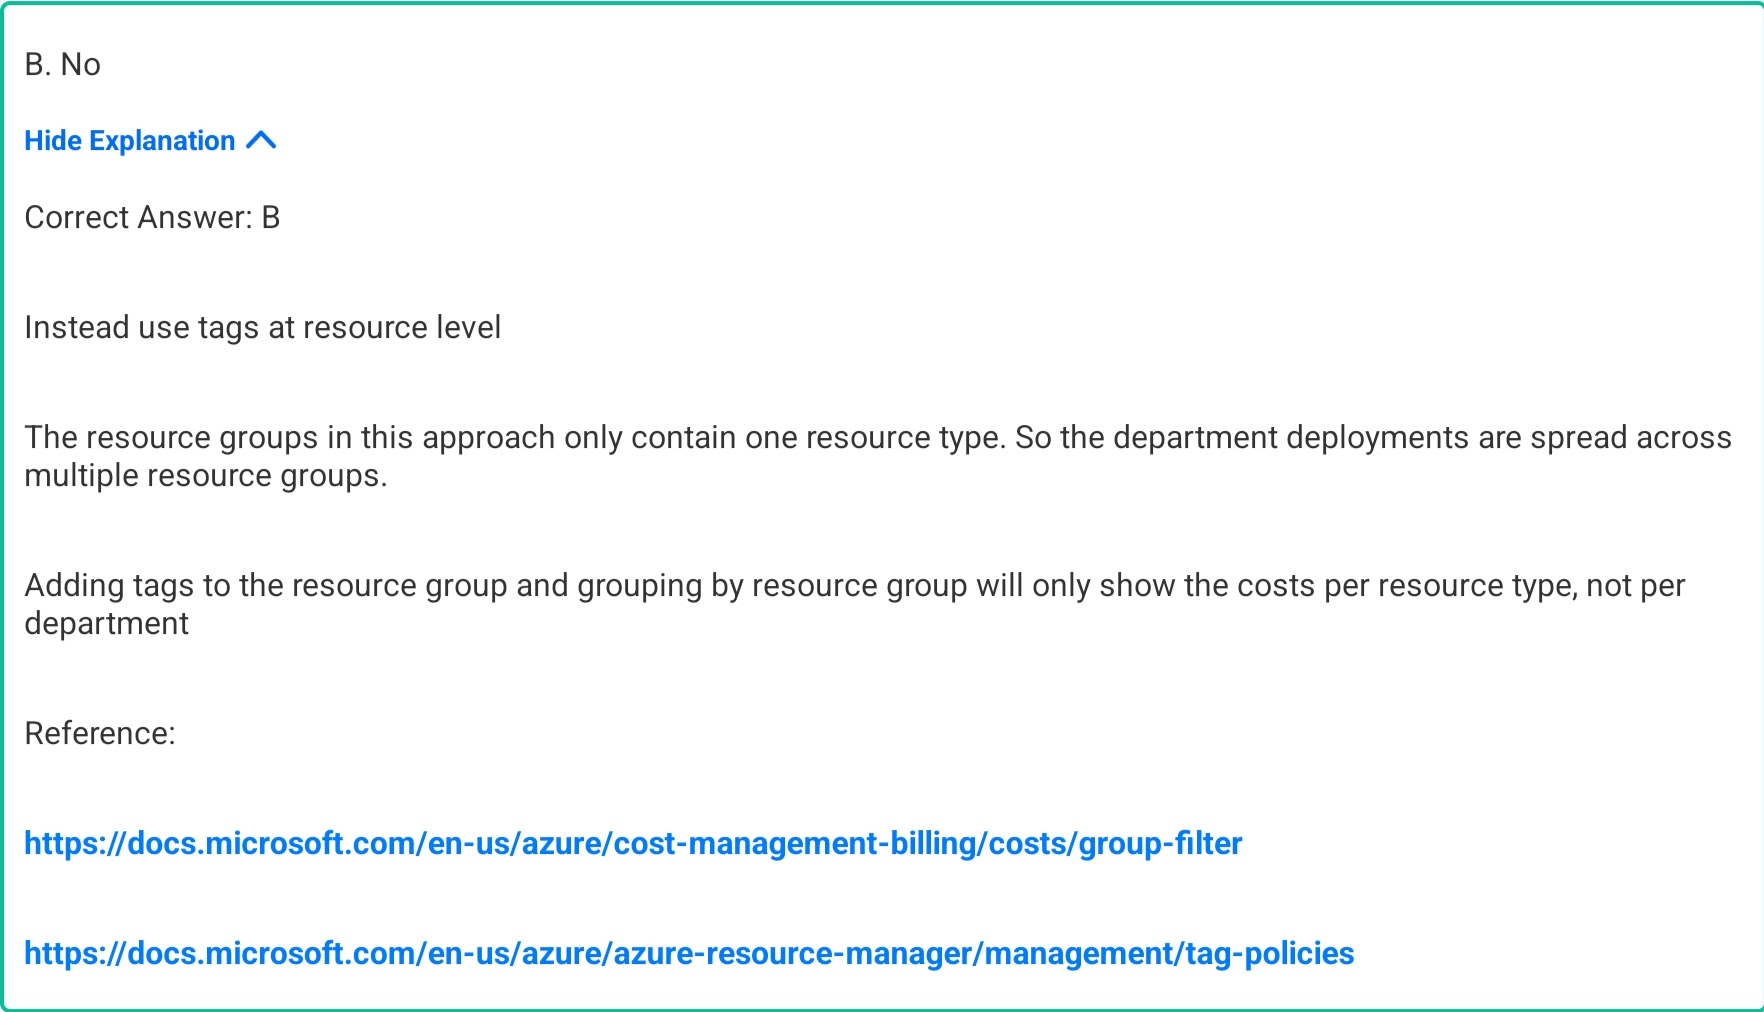 B. No
Hide Explanation
Correct Answer: B
Instead use tags at resource level
The resource groups in this approach only contain one resource type. So the department deployments are spread across
multiple resource groups.
Adding tags to the resource group and grouping by resource group will only show the costs per resource type, not per
department
Reference:
https://docs.microsoft.com/en-us/azure/cost-management-billing/costs/group-filter
https://docs.microsoft.com/en-us/azure/azure-resource-manager/management/tag-policies